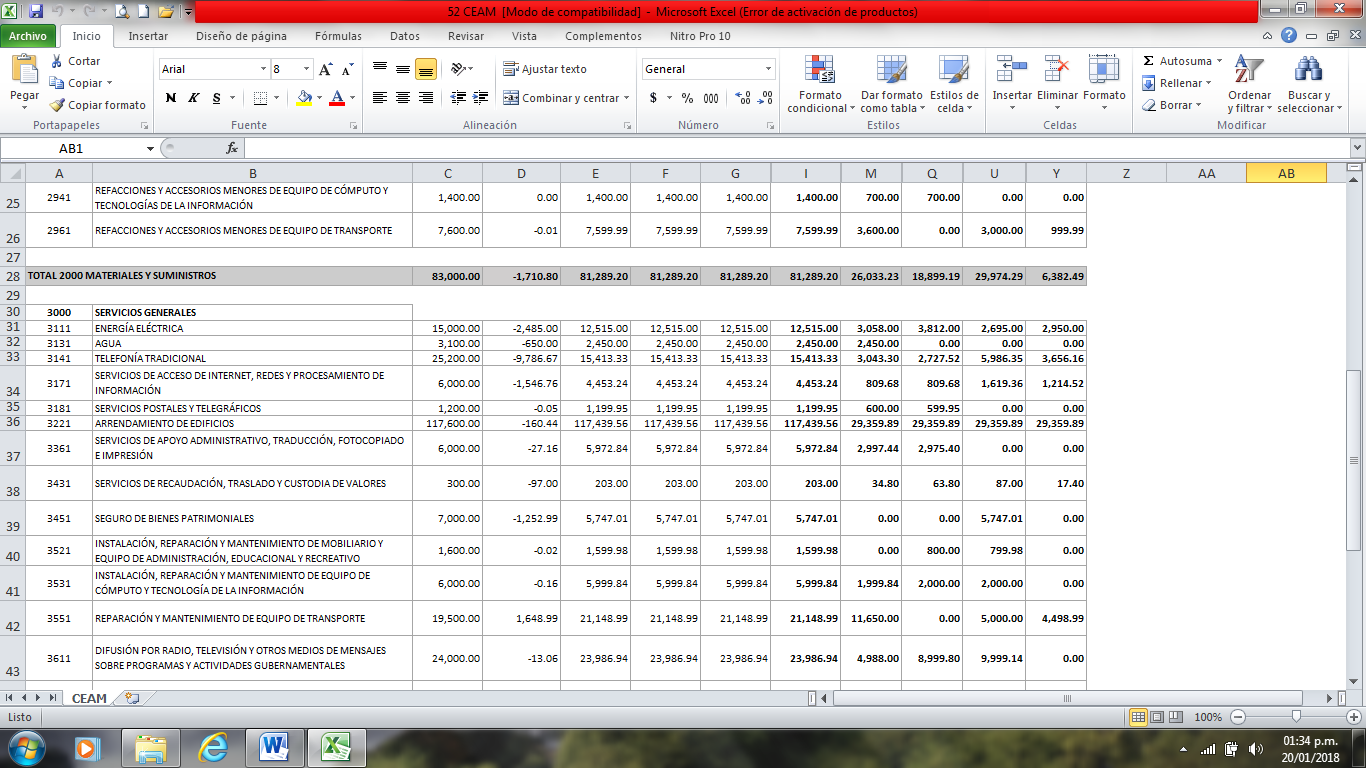 52 CEAM [Modo de compatibilidad] - Microsoft Excel (Error de activación de productos)
Archivo Inicio Insertar Diseño de página Fórmulas Datos Revisar Vista Complementos Nitro Pro 10
Pegar
Cortar
Copiar
Copiar formato
Portapapeles
Arial 8
N K S
Fuente
Ajustar texto
Combinar y centrar
Alineación
General
$ % 000
Número
Formato condicional
Dar formato como tabla
Estilos de celda
Estilos
Insertar Eliminar Formato
Celdas
Autosuma
Rellenar
Borrar
Ordenar y filtrar
Buscar y seleccionar
Modificar
AB1 fx
A B C D E F G I M Q U Y Z AA AB
25 2941 REFACCIONES Y ACCESORIOS MENORES DE EQUIPO DE CÓMPUTO Y TECNOLOGÍAS DE LA INFORMACIÓN 1,400.00 0.00 1,400.00 1,400.00 1,400.00 1,400.00 700.00 700.00 0.00 0.00
26 2961 REFACCIONES Y ACCESORIOS MENORES DE EQUIPO DE TRANSPORTE 7,600.00 -0.01 7,599.99 7,599.99 7,599.99 7,599.99 3,600.00 0.00 3,000.00 999.99
27
28 TOTAL 2000 MATERIALES Y SUMINISTROS 83,000.00 -1,710.80 81,289.20 81,289.20 81,289.20 81,289.20 26,033.23 18,899.19 29,974.29 6,382.49
29
30 3000 SERVICIOS GENERALES
31 3111 ENERGÍA ELÉCTRICA 15,000.00 -2,485.00 12,515.00 12,515.00 12,515.00 12,515.00 3,058.00 3,812.00 2,695.00 2,950.00
32 3131 AGUA 3,100.00 -650.00 2,450.00 2,450.00 2,450.00 2,450.00 2,450.00 0.00 0.00 0.00
33 3141 TELEFONÍA TRADICIONAL 25,200.00 -9,786.67 15,413.33 15,413.33 15,413.33 15,413.33 3,043.30 2,727.52 5,986.35 3,656.16
34 3171 SERVICIOS DE ACCESO DE INTERNET, REDES Y PROCESAMIENTO DE INFORMACIÓN 6,000.00 -1,546.76 4,453.24 4,453.24 4,453.24 4,453.24 809.68 809.68 1,619.36 1,214.52
35 3181 SERVICIOS POSTALES Y TELEGRÁFICOS 1,200.00 -0.05 1,199.95 1,199.95 1,199.95 1,199.95 600.00 599.95 0.00 0.00
36 3221 ARRENDAMIENTO DE EDIFICIOS 117,600.00 -160.44 117,439.56 117,439.56 117,439.56 117,439.56 29,359.89 29,359.89 29,359.89 29,359.89
37 3361 SERVICIOS DE APOYO ADMINISTRATIVO, TRADUCCIÓN, FOTOCOPIADO E IMPRESIÓN 6,000.00 -27.16 5,972.84 5,972.84 5,972.84 5,972.84 2,997.44 2,975.40 0.00 0.00
38 3431 SERVICIOS DE RECAUDACIÓN, TRASLADO Y CUSTODIA DE VALORES 300.00 -97.00 203.00 203.00 203.00 203.00 34.80 63.80 87.00 17.40
39 3451 SEGURO DE BIENES PATRIMONIALES 7,000.00 -1,252.99 5,747.01 5,747.01 5,747.01 5,747.01 0.00 0.00 5,747.01 0.00
40 3521 INSTALACIÓN, REPARACIÓN Y MANTENIMIENTO DE MOBILIARIO Y EQUIPO DE ADMINISTRACIÓN, EDUCACIONAL Y RECREATIVO 1,600.00 -0.02 1,599.98 1,599.98 1,599.98 1,599.98 0.00 800.00 799.98 0.00
41 3531 INSTALACIÓN, REPARACIÓN Y MANTENIMIENTO DE EQUIPO DE CÓMPUTO Y TECNOLOGÍA DE LA INFORMACIÓN 6,000.00 -0.16 5,999.84 5,999.84 5,999.84 5,999.84 1,999.84 2,000.00 2,000.00 0.00
42 3551 REPARACIÓN Y MANTENIMIENTO DE EQUIPO DE TRANSPORTE 19,500.00 1,648.99 21,148.99 21,148.99 21,148.99 21,148.99 11,650.00 0.00 5,000.00 4,498.99
43 3611 DIFUSIÓN POR RADIO, TELEVISIÓN Y OTROS MEDIOS DE MENSAJES SOBRE PROGRAMAS Y ACTIVIDADES GUBERNAMENTALES 24,000.00 -13.06 23,986.94 23,986.94 23,986.94 23,986.94 4,988.00 8,999.80 9,999.14 0.00
CEAM
Listo 100%
01:34 p.m.
20/01/2018